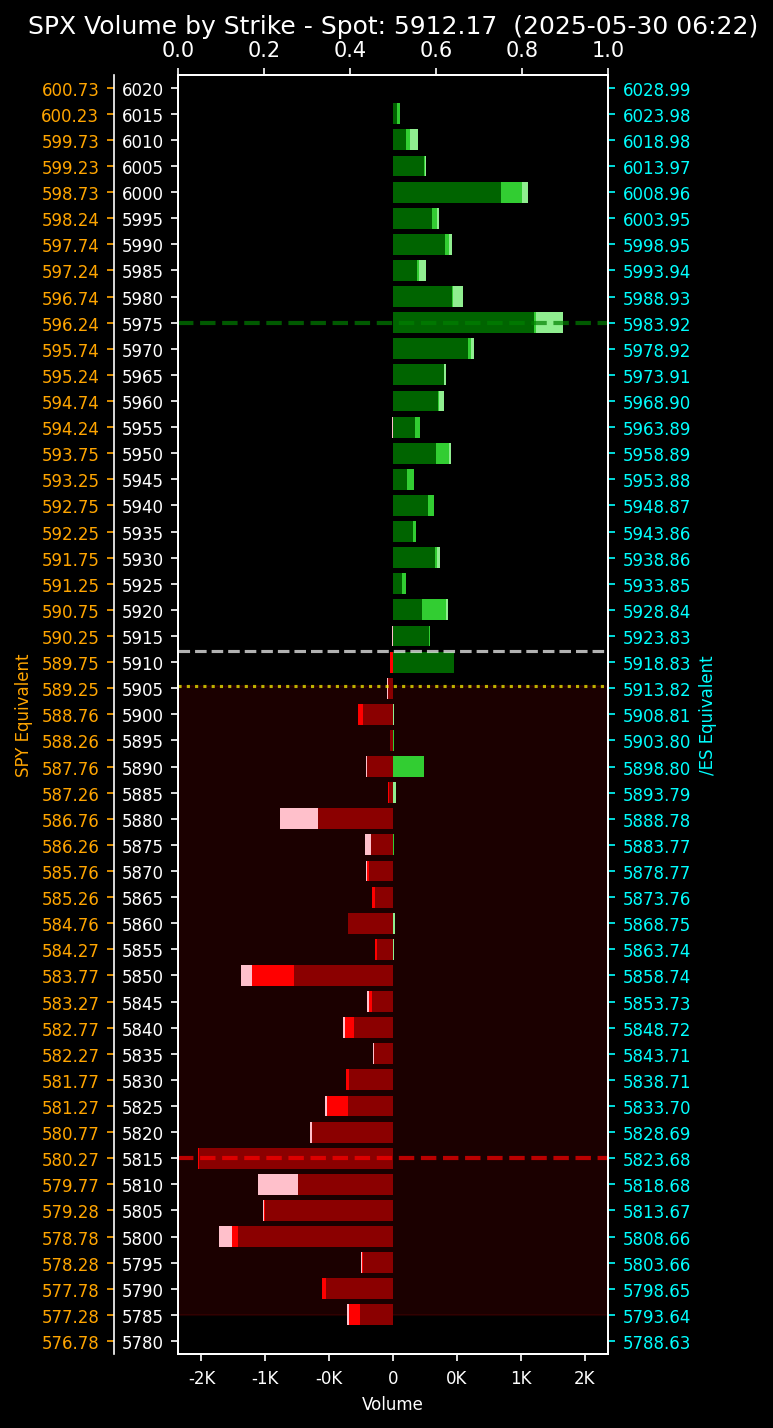 SPX Volume by Strike - Spot: 5912.17  (2025-05-30 06:22)
0.0 0.2 0.4 0.6 0.8 1.0
600.73 6020 6028.99
600.23 6015 6023.98
599.73 6010 6018.98
599.23 6005 6013.97
598.73 6000 6008.96
598.24 5995 6003.95
597.74 5990 5998.95
597.24 5985 5993.94
596.74 5980 5988.93
596.24 5975 5983.92
595.74 5970 5978.92
595.24 5965 5973.91
594.74 5960 5968.90
594.24 5955 5963.89
593.75 5950 5958.89
593.25 5945 5953.88
592.75 5940 5948.87
592.25 5935 5943.86
591.75 5930 5938.86
591.25 5925 5933.85
590.75 5920 5928.84
590.25 5915 5923.83
589.75 5910 5918.83
589.25 5905 5913.82
588.76 5900 5908.81
588.26 5895 5903.80
587.76 5890 5898.80
587.26 5885 5893.79
586.76 5880 5888.78
586.26 5875 5883.77
585.76 5870 5878.77
585.26 5865 5873.76
584.76 5860 5868.75
584.27 5855 5863.74
583.77 5850 5858.74
583.27 5845 5853.73
582.77 5840 5848.72
582.27 5835 5843.71
581.77 5830 5838.71
581.27 5825 5833.70
580.77 5820 5828.69
580.27 5815 5823.68
579.77 5810 5818.68
579.28 5805 5813.67
578.78 5800 5808.66
578.28 5795 5803.66
577.78 5790 5798.65
577.28 5785 5793.64
576.78 5780 5788.63
SPY Equivalent
/ES Equivalent
-2K -1K -0K 0 0K 1K 2K
Volume